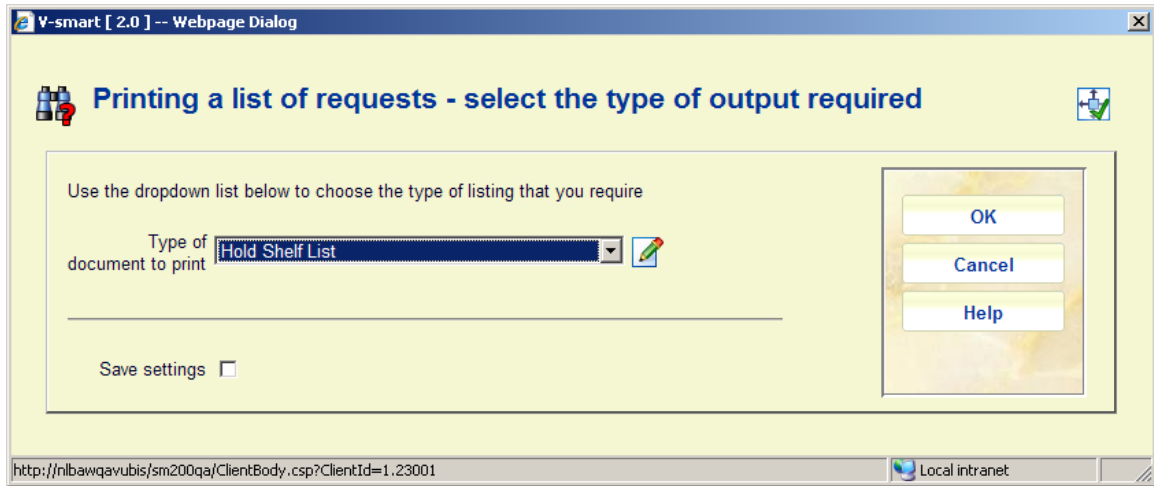 V-smart [ 2.0 ] -- Webpage Dialog
Printing a list of requests - select the type of output required
Use the dropdown list below to choose the type of listing that you require
Type of
document to print
Hold Shelf List
Save settings
OK
Cancel
Help
http://nlbawqavubis/sm200qa/ClientBody.csp?ClientId=1.23001
Local intranet